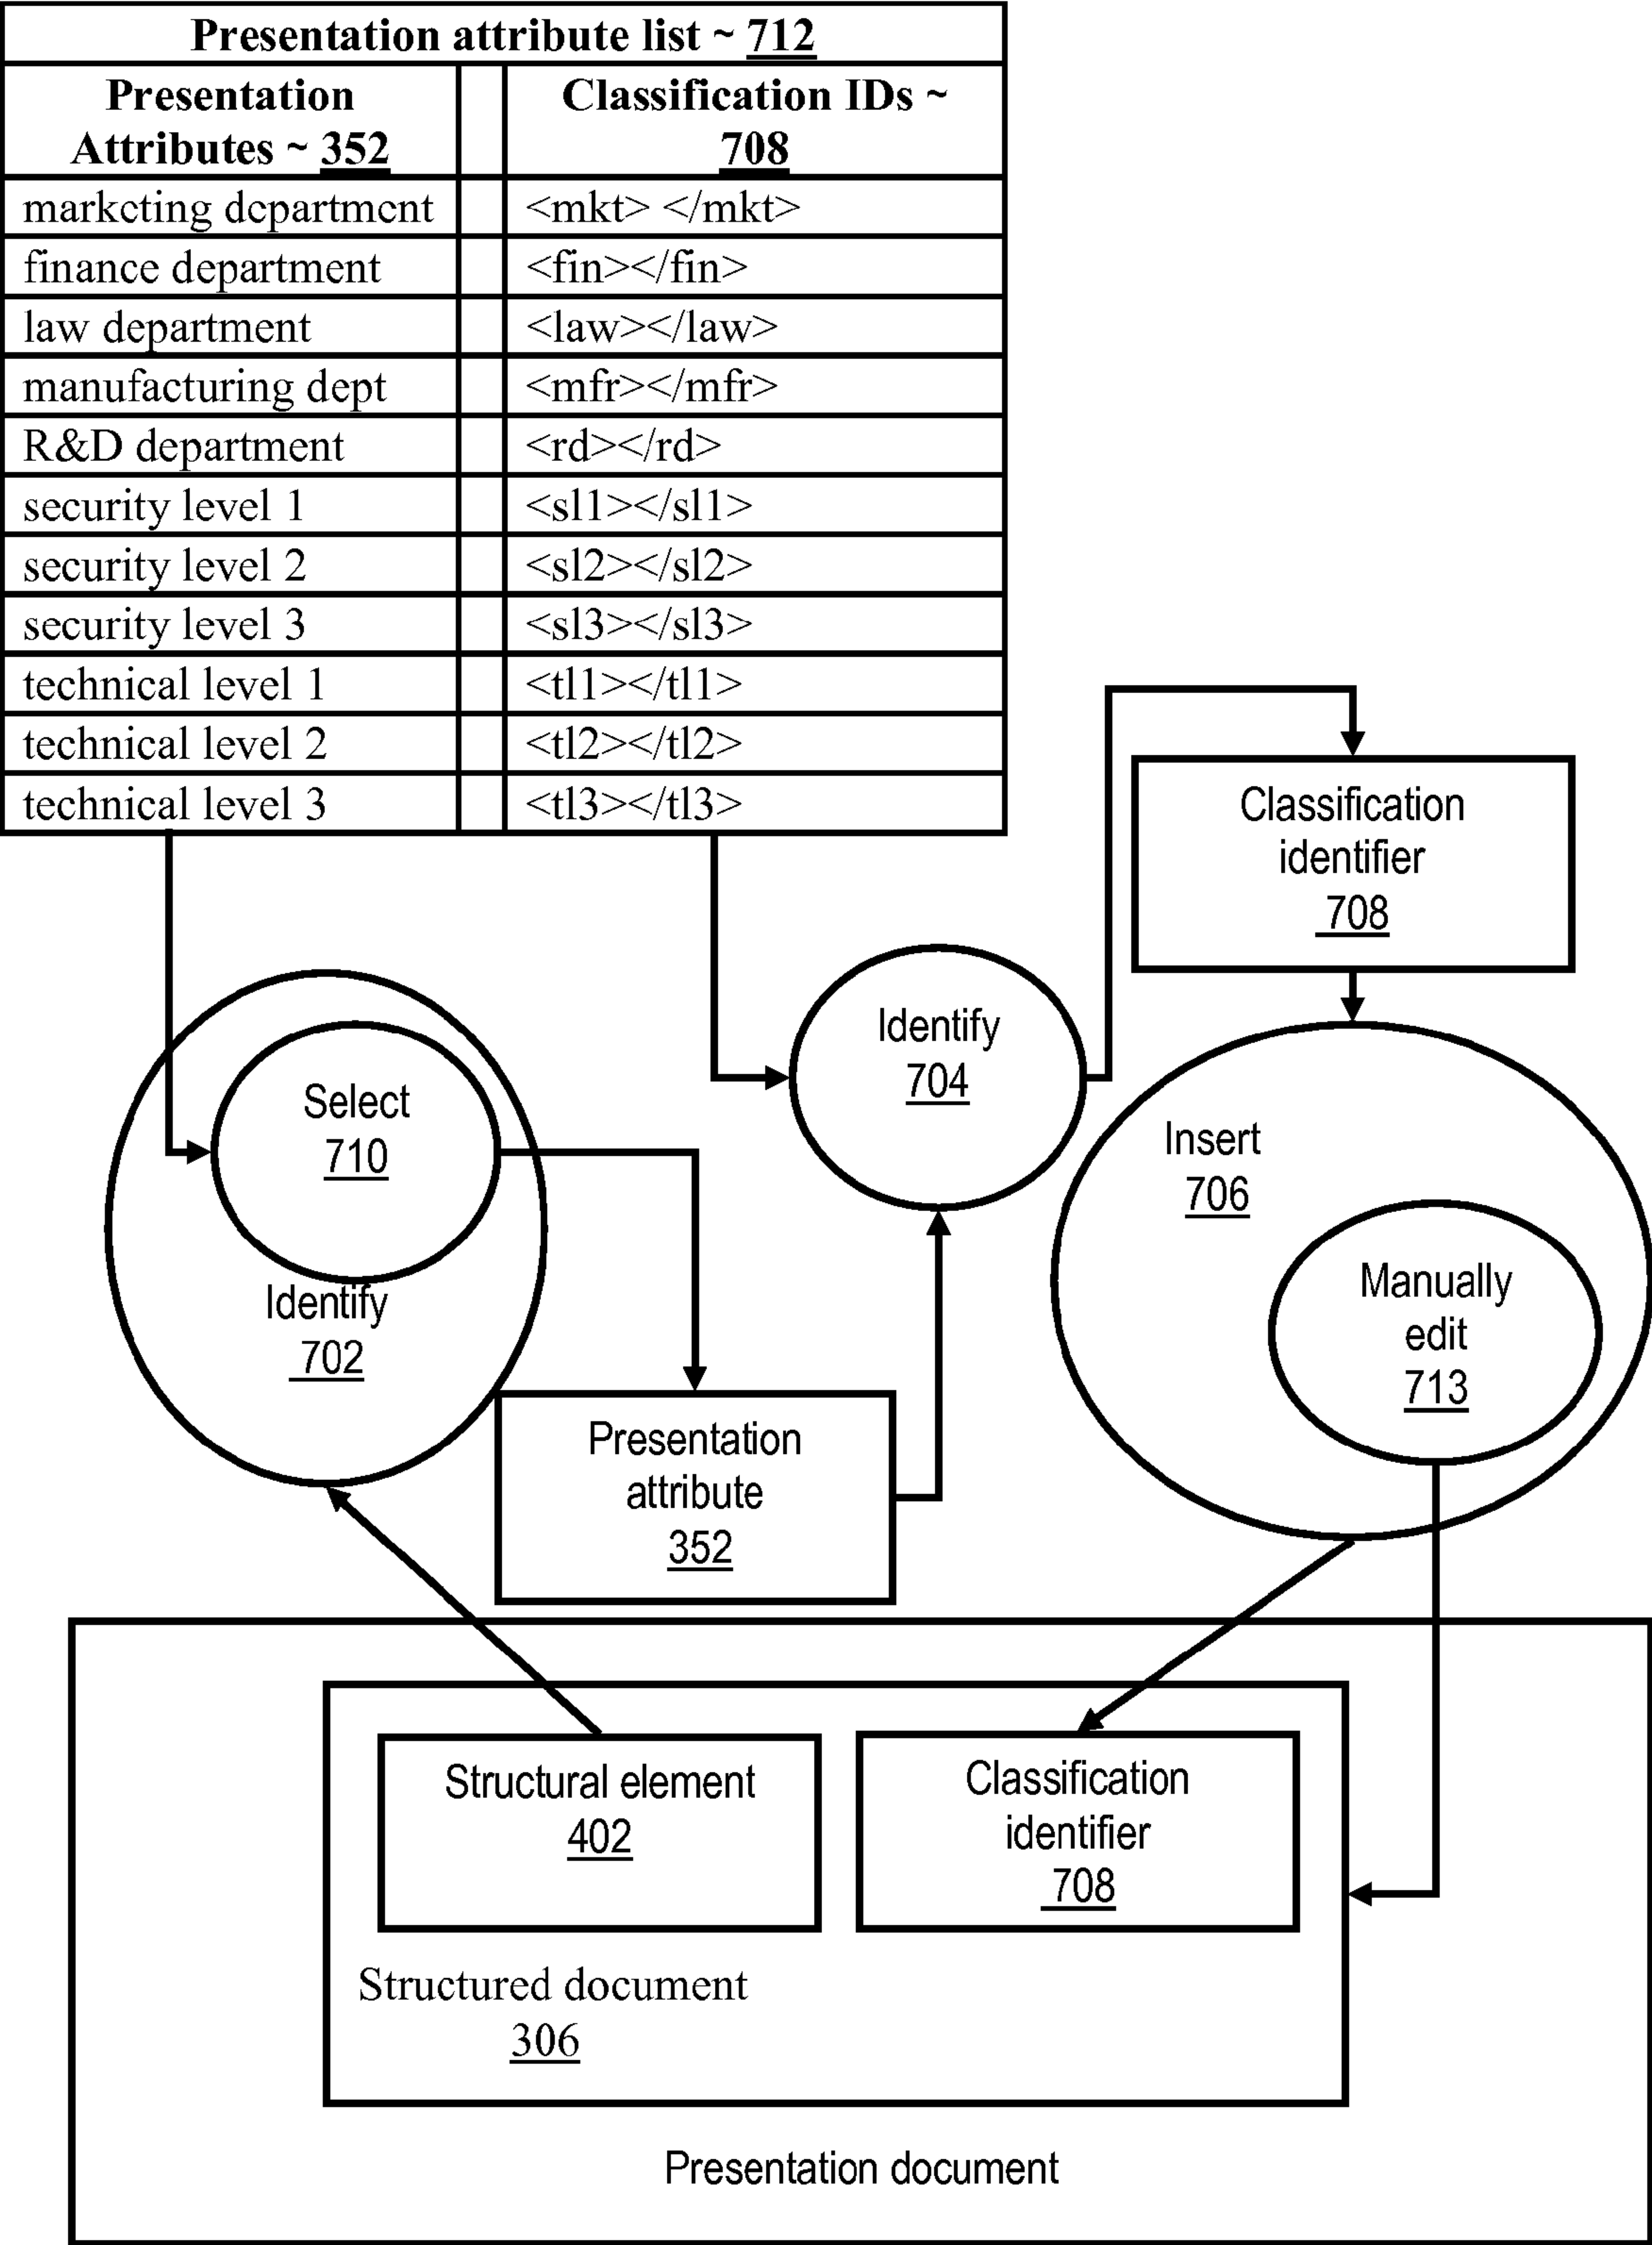 Presentation attribute list ~ 712
Presentation Attributes ~ 352
Classification IDs ~ 708
marketing department <mkt> </mkt>
finance department <fin></fin>
law department <law></law>
manufacturing dept <mfr></mfr>
R&D department <rd></rd>
security level 1 <sl1></sl1>
security level 2 <sl2></sl2>
security level 3 <sl3></sl3>
technical level 1 <tl1></tl1>
technical level 2 <tl2></tl2>
technical level 3 <tl3></tl3>
Classification
identifier
708
Identify
704
Select
710
Identify
702
Insert
706
Manually
edit
713
Presentation
attribute
352
Structural element
402
Classification
identifier
708
Structured document
306
Presentation document